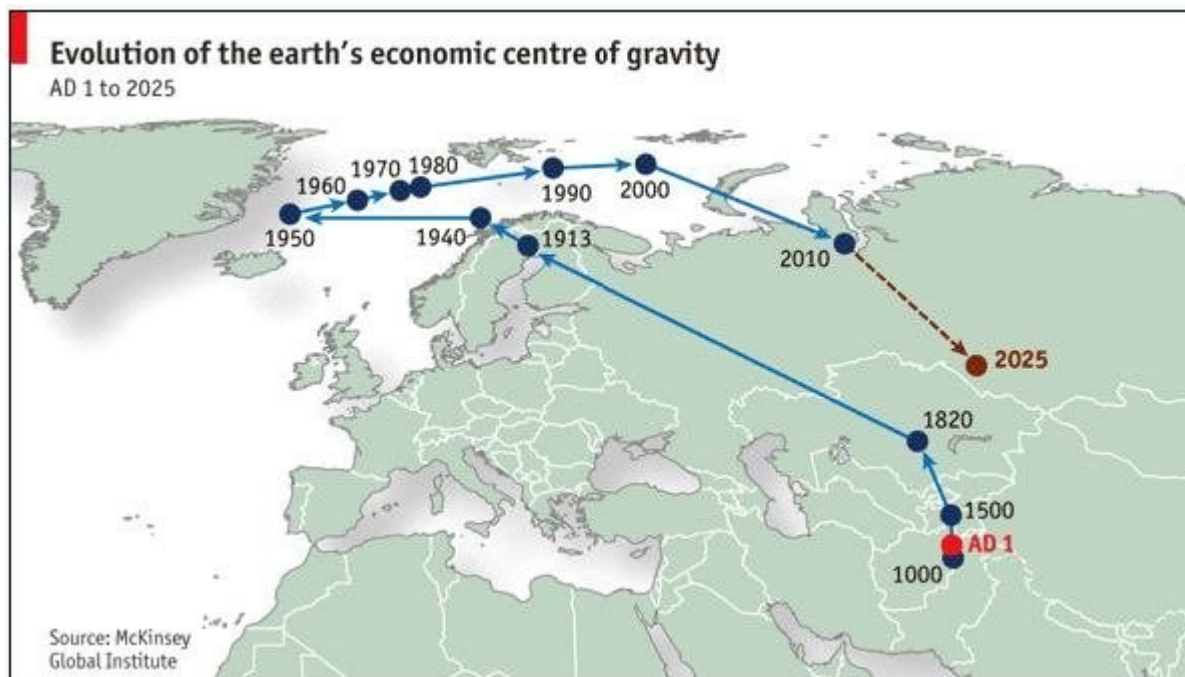 Evolution of the earth's economic centre of gravity
AD 1 to 2025
1970
1980
1960
1990
2000
1950
1940
1913
2010
2025
1820
1500
AD 1
1000
Source: McKinsey
Global Institute